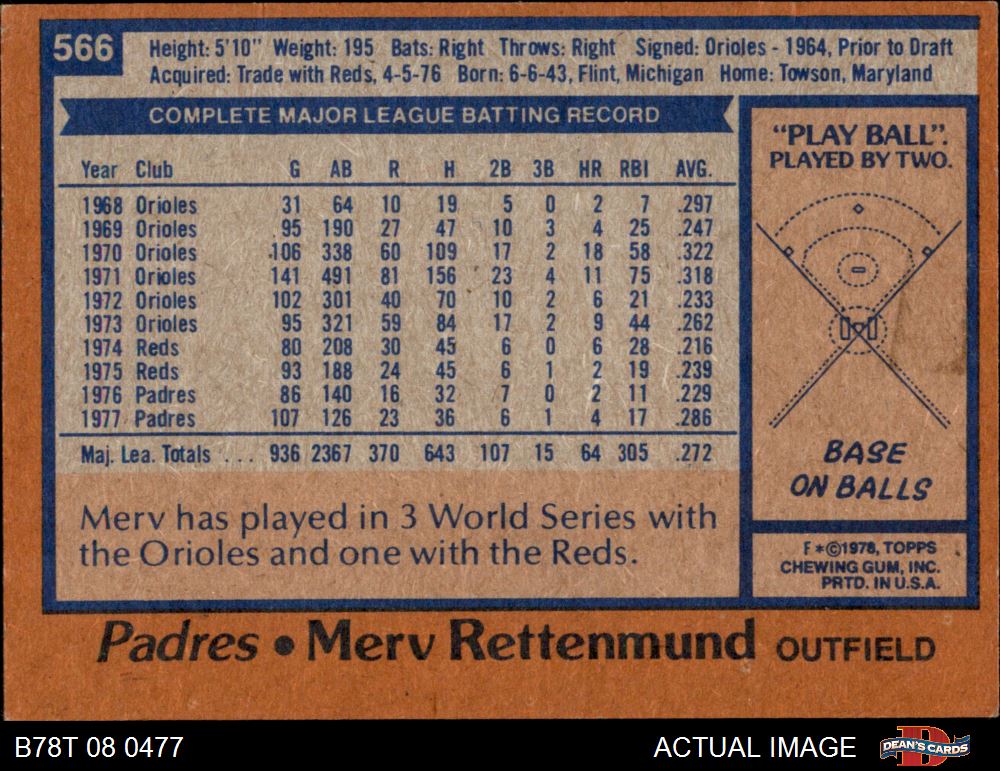 566
Height: 5'10" Weight: 195 Bats: Right Throws: Right Signed: Orioles - 1964, Prior to Draft
Acquired: Trade with Reds, 4-5-76 Born: 6-6-43, Flint, Michigan Home: Towson, Maryland
COMPLETE MAJOR LEAGUE BATTING RECORD
Year Club G AB R H 2B 3B HR RBI AVG.
1968 Orioles 31 64 10 19 5 0 2 7 .297
1969 Orioles 95 190 27 47 10 3 4 25 .247
1970 Orioles 106 338 60 109 17 2 18 58 .322
1971 Orioles 141 491 81 156 23 4 11 75 .318
1972 Orioles 102 301 40 70 10 2 6 21 .233
1973 Orioles 95 321 59 84 17 2 9 44 .262
1974 Reds 80 208 30 45 6 0 6 28 .216
1975 Reds 93 188 24 45 6 1 2 19 .239
1976 Padres 86 140 16 32 7 0 2 11 .229
1977 Padres 107 126 23 36 6 1 4 17 .286
Maj. Lea. Totals . . . 936 2367 370 643 107 15 64 305 .272
Merv has played in 3 World Series with
the Orioles and one with the Reds.
"PLAY BALL".
PLAYED BY TWO.
BASE
ON BALLS
F*©1978, TOPPS
CHEWING GUM, INC.
PRTD. IN U.S.A.
Padres • Merv Rettenmund OUTFIELD
B78T 08 0477
ACTUAL IMAGE
D
DEAN'S CARDS